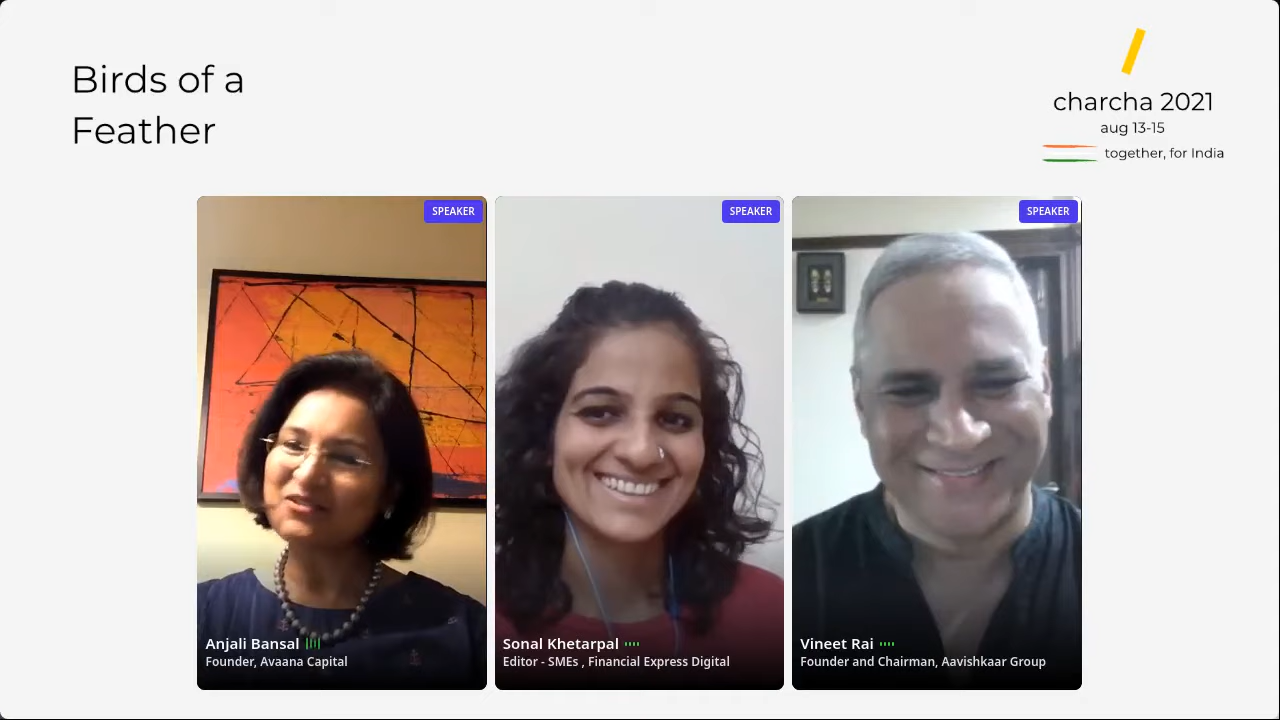 Birds of a
Feather
charcha 2021
aug 13-15
together, for India
SPEAKER
SPEAKER
SPEAKER
Anjali Bansal
Founder, Avaana Capital
Sonal Khetarpal
Editor - SMEs , Financial Express Digital
Vineet Rai
Founder and Chairman, Aavishkaar Group